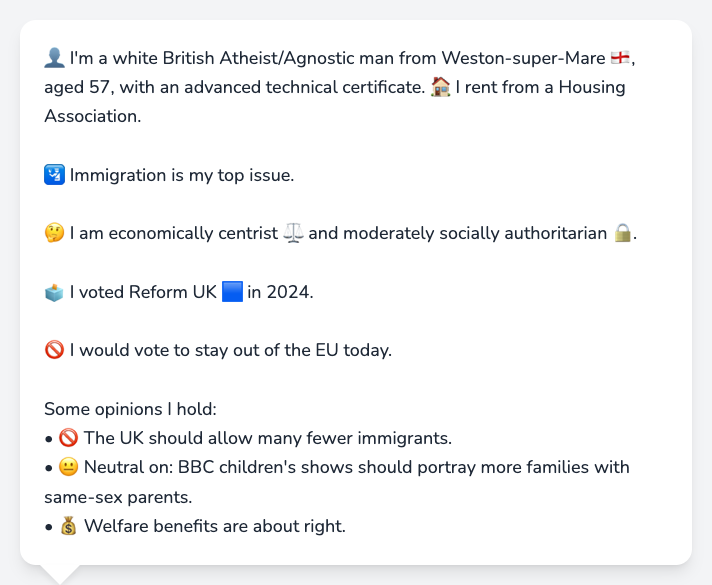 👤 I'm a white British Atheist/Agnostic man from Weston-super-Mare 🏴󠁧󠁢󠁥󠁮󠁧󠁿,
aged 57, with an advanced technical certificate. 🏠 I rent from a Housing
Association.
🛂 Immigration is my top issue.
🤔 I am economically centrist ⚖️ and moderately socially authoritarian 🔒.
🗳️ I voted Reform UK 🟦 in 2024.
🚫 I would vote to stay out of the EU today.
Some opinions I hold:
• 🚫 The UK should allow many fewer immigrants.
• 😐 Neutral on: BBC children's shows should portray more families with
same-sex parents.
• 💰 Welfare benefits are about right.